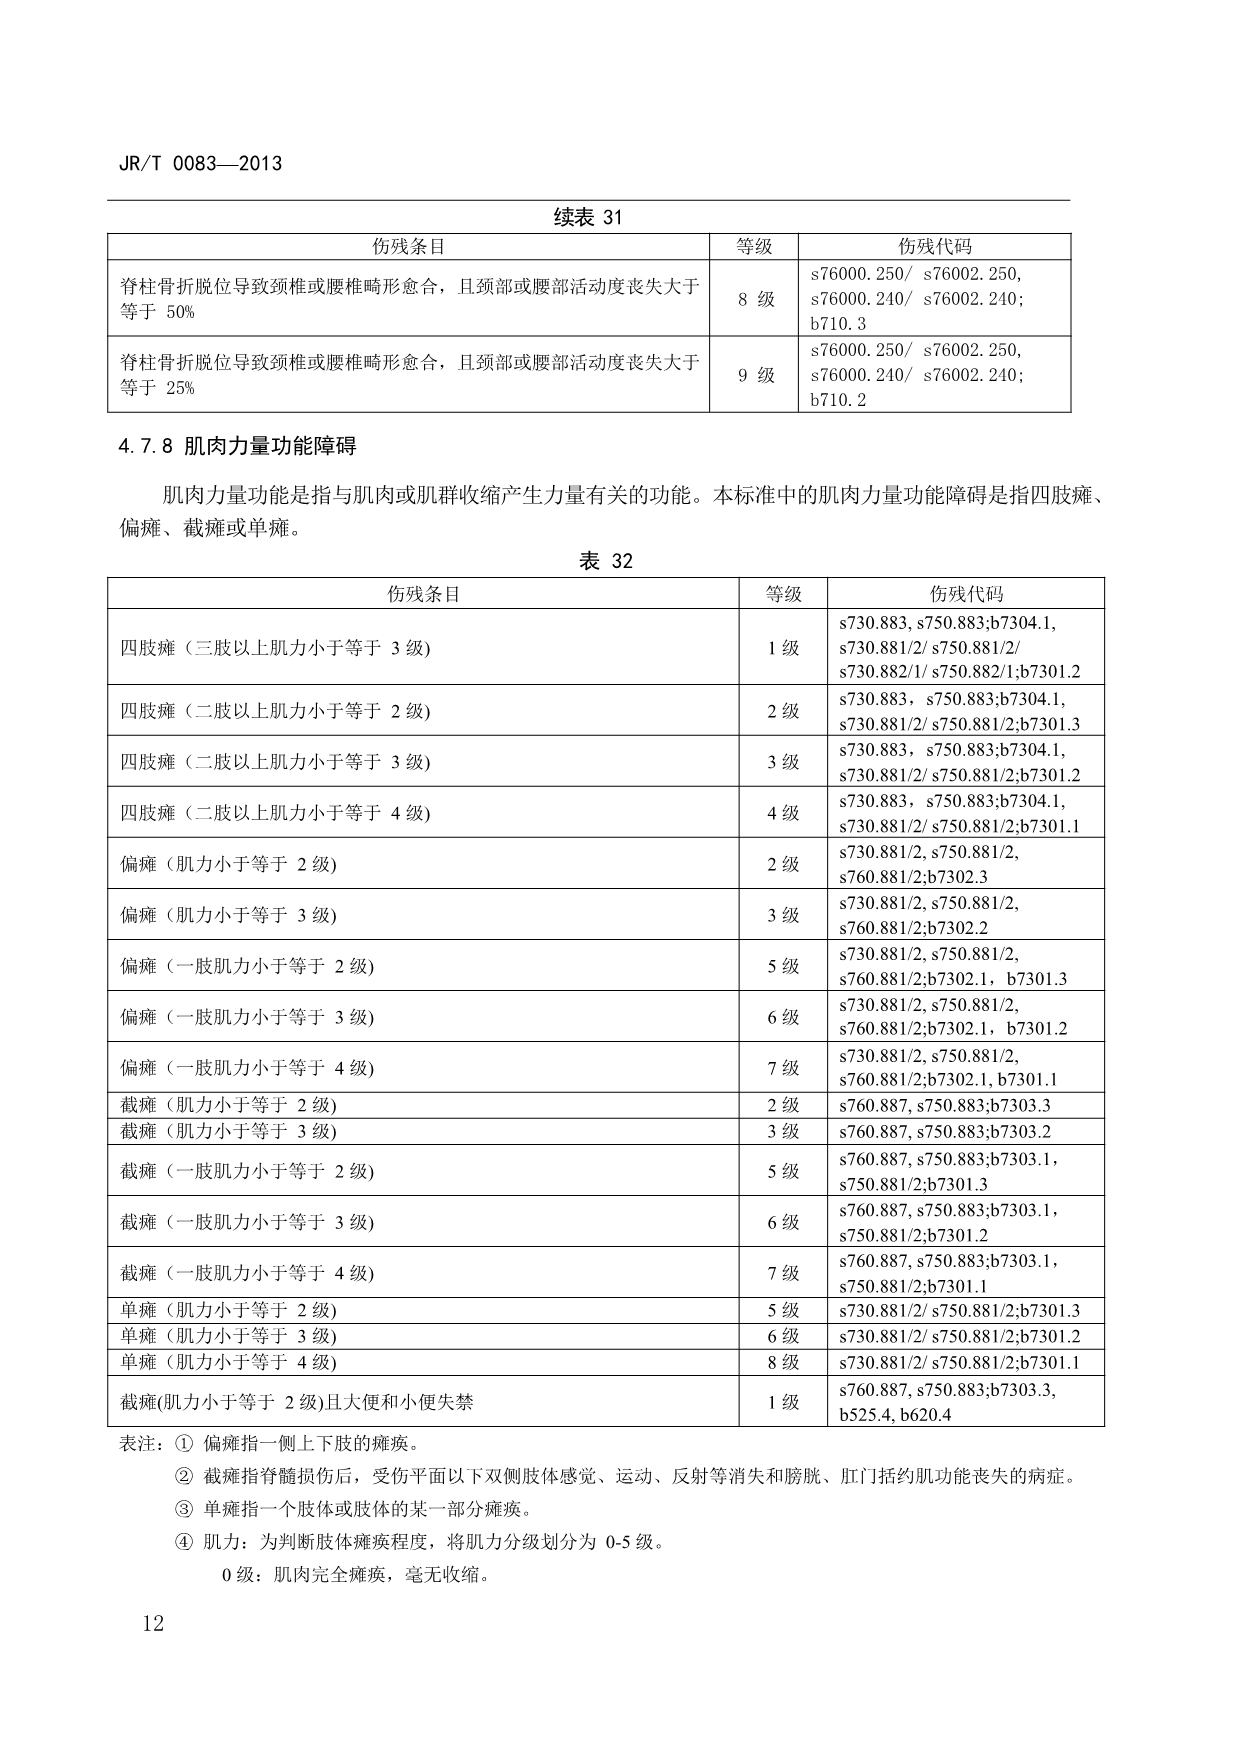 JR/T 0083—2013
续表 31
伤残条目 等级 伤残代码
脊柱骨折脱位导致颈椎或腰椎畸形愈合，且颈部或腰部活动度丧失大于
等于 50%
8 级
s76000.250/ s76002.250,
s76000.240/ s76002.240;
b710.3
脊柱骨折脱位导致颈椎或腰椎畸形愈合，且颈部或腰部活动度丧失大于
等于 25%
9 级
s76000.250/ s76002.250,
s76000.240/ s76002.240;
b710.2
4.7.8 肌肉力量功能障碍
肌肉力量功能是指与肌肉或肌群收缩产生力量有关的功能。本标准中的肌肉力量功能障碍是指四肢瘫、
偏瘫、截瘫或单瘫。
表 32
伤残条目 等级 伤残代码
四肢瘫（三肢以上肌力小于等于 3 级)
1 级
s730.883, s750.883;b7304.1,
s730.881/2/ s750.881/2/
s730.882/1/ s750.882/1;b7301.2
四肢瘫（二肢以上肌力小于等于 2 级)
2 级
s730.883，s750.883;b7304.1,
s730.881/2/ s750.881/2;b7301.3
四肢瘫（二肢以上肌力小于等于 3 级)
3 级
s730.883，s750.883;b7304.1,
s730.881/2/ s750.881/2;b7301.2
四肢瘫（二肢以上肌力小于等于 4 级)
4 级
s730.883，s750.883;b7304.1,
s730.881/2/ s750.881/2;b7301.1
偏瘫（肌力小于等于 2 级)
2 级
s730.881/2, s750.881/2,
s760.881/2;b7302.3
偏瘫（肌力小于等于 3 级)
3 级
s730.881/2, s750.881/2,
s760.881/2;b7302.2
偏瘫（一肢肌力小于等于 2 级)
5 级
s730.881/2, s750.881/2,
s760.881/2;b7302.1，b7301.3
偏瘫（一肢肌力小于等于 3 级)
6 级
s730.881/2, s750.881/2,
s760.881/2;b7302.1，b7301.2
偏瘫（一肢肌力小于等于 4 级)
7 级
s730.881/2, s750.881/2,
s760.881/2;b7302.1, b7301.1
截瘫（肌力小于等于 2 级) 2 级 s760.887, s750.883;b7303.3
截瘫（肌力小于等于 3 级) 3 级 s760.887, s750.883;b7303.2
截瘫（一肢肌力小于等于 2 级)
5 级
s760.887, s750.883;b7303.1，
s750.881/2;b7301.3
截瘫（一肢肌力小于等于 3 级)
6 级
s760.887, s750.883;b7303.1，
s750.881/2;b7301.2
截瘫（一肢肌力小于等于 4 级)
7 级
s760.887, s750.883;b7303.1，
s750.881/2;b7301.1
单瘫（肌力小于等于 2 级) 5 级 s730.881/2/ s750.881/2;b7301.3
单瘫（肌力小于等于 3 级) 6 级 s730.881/2/ s750.881/2;b7301.2
单瘫（肌力小于等于 4 级) 8 级 s730.881/2/ s750.881/2;b7301.1
截瘫(肌力小于等于 2 级)且大便和小便失禁
1 级
s760.887, s750.883;b7303.3,
b525.4, b620.4
表注：① 偏瘫指一侧上下肢的瘫痪。
② 截瘫指脊髓损伤后，受伤平面以下双侧肢体感觉、运动、反射等消失和膀胱、肛门括约肌功能丧失的病症。
③ 单瘫指一个肢体或肢体的某一部分瘫痪。
④ 肌力：为判断肢体瘫痪程度，将肌力分级划分为 0-5 级。
0 级：肌肉完全瘫痪，毫无收缩。
12